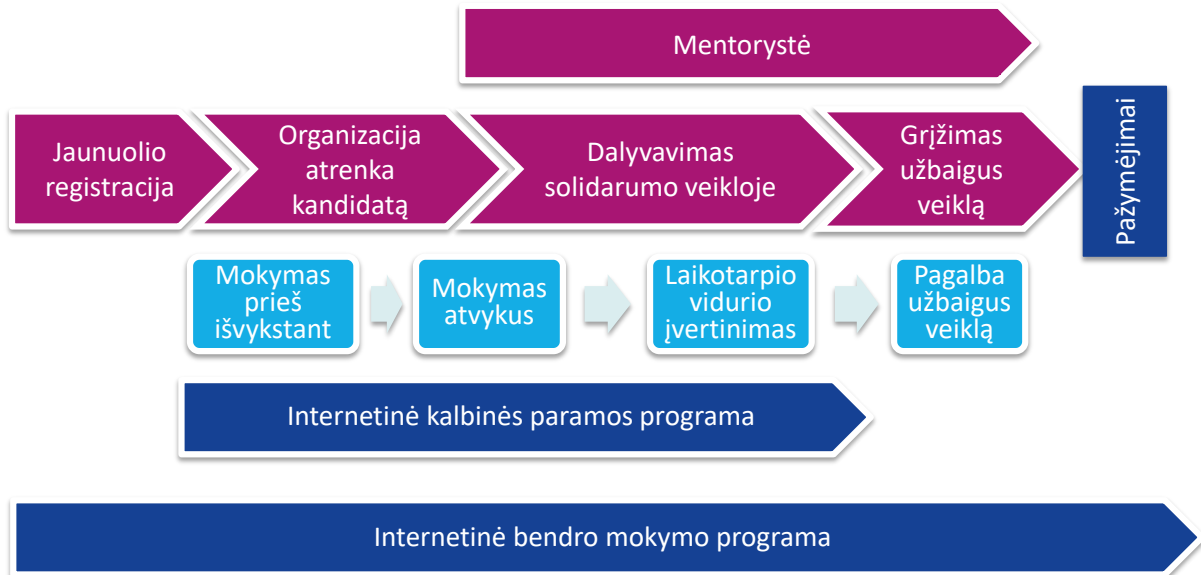 Mentorystė
Jaunuolio
registracija
Organizacija
atrenka
kandidatą
Dalyvavimas
solidarumo veikloje
Grįžimas
užbaigus
veiklą
Pažymėjimai
Mokymas
prieš
išvykstant
Mokymas
atvykus
Laikotarpio
vidurio
įvertinimas
Pagalba
užbaigus
veiklą
Internetinė kalbinės paramos programa
Internetinė bendro mokymo programa